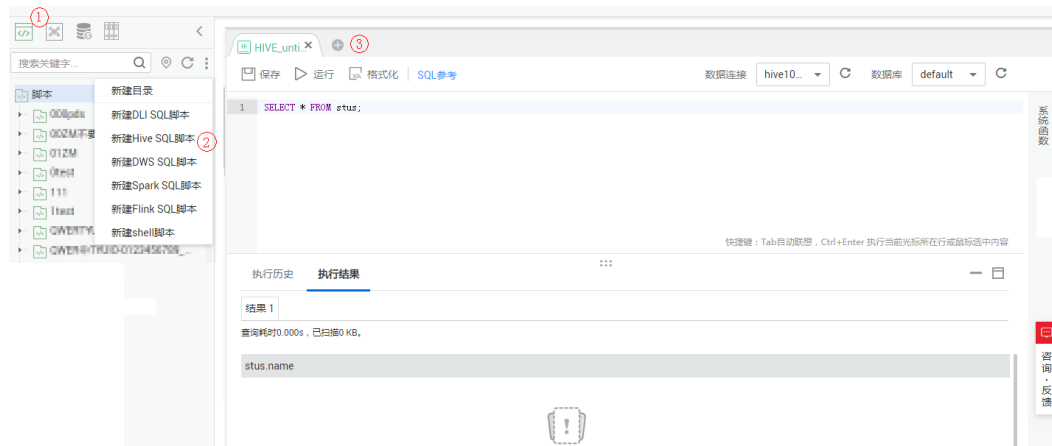 ①
搜索关键字...
脚本
新建目录
新建DLI SQL脚本
新建Hive SQL脚本 ②
新建DWS SQL脚本
新建Spark SQL脚本
新建Flink SQL脚本
新建shell脚本
01ZM
0test
111
1test
HIVE_unti... ③
保存 运行 格式化 SQL参考 数据连接 hive10... 数据库 default
1 SELECT * FROM stus;
系统函数
快捷键：Tab自动联想，Ctrl+Enter 执行当前光标所在行或鼠标选中内容
执行历史 执行结果
结果 1
查询耗时0.000s，已扫描0 KB。
stus.name
咨询·反馈